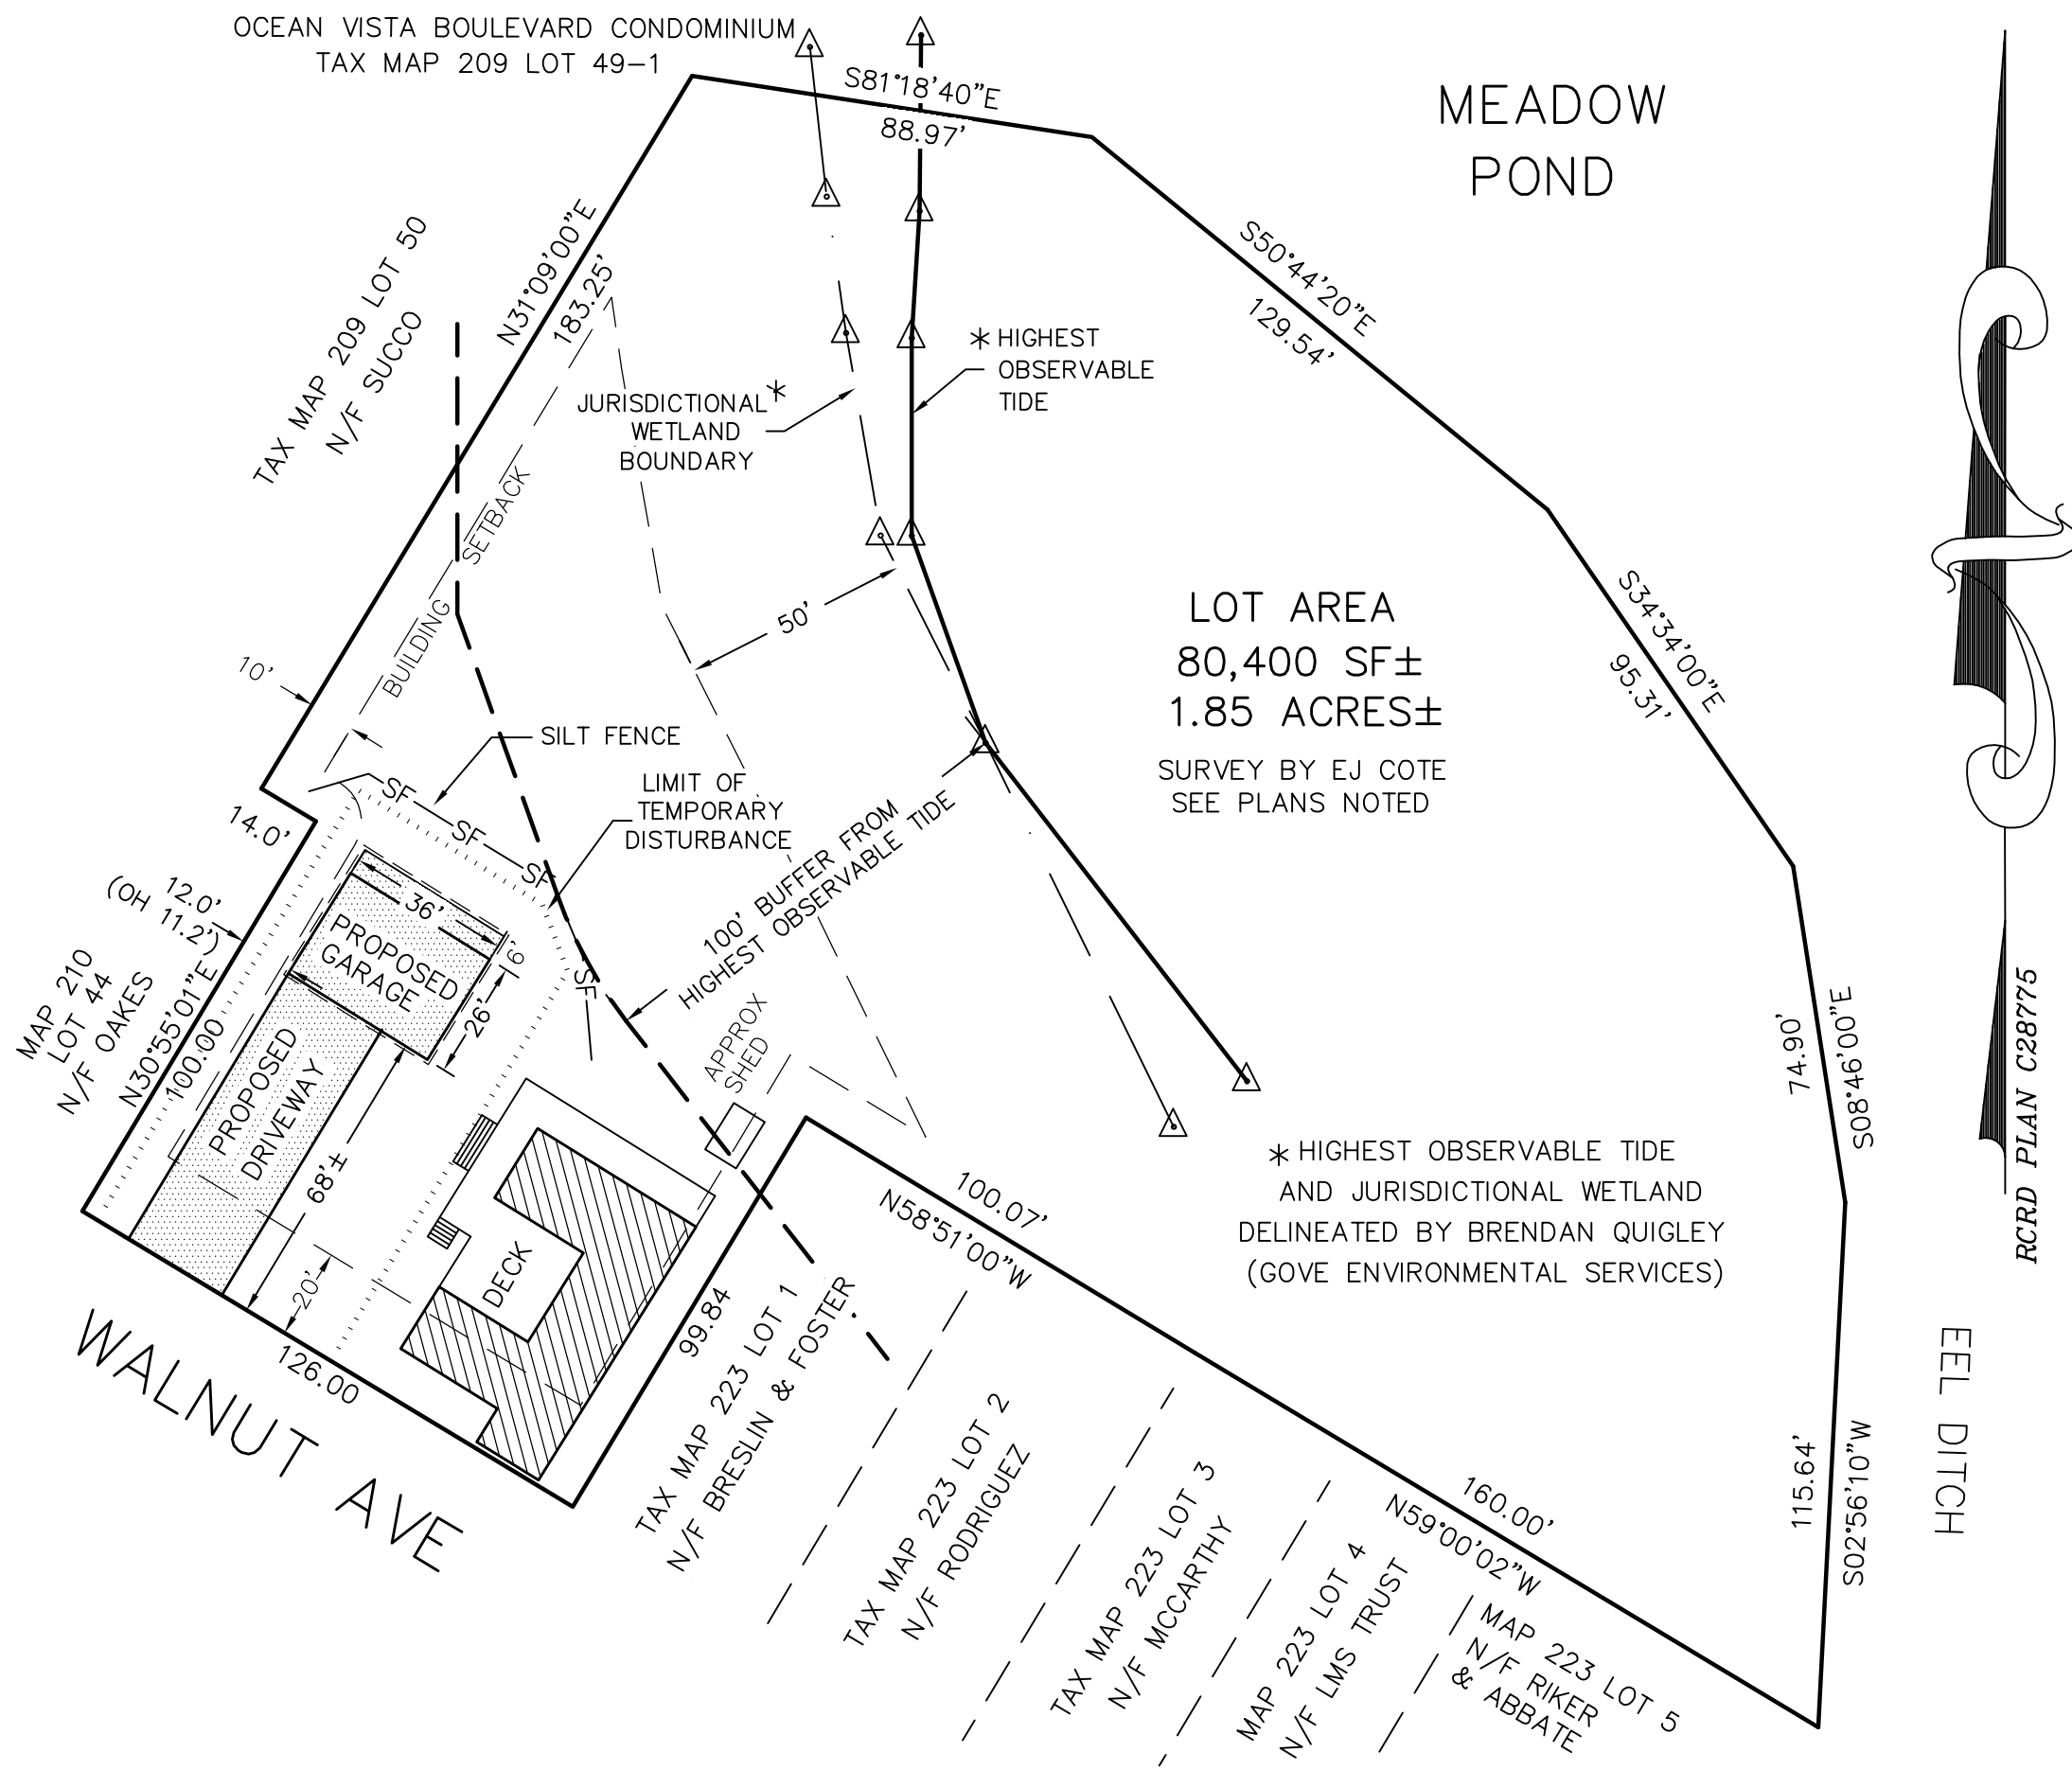 OCEAN VISTA BOULEVARD CONDOMINIUM
TAX MAP 209 LOT 49-1
S81°18'40"E
88.97'
MEADOW
POND
TAX MAP 209 LOT 50
N/F SUCCO
N31°09'00"E
183.25'
S50°44'20"E
129.54'
* HIGHEST
OBSERVABLE
TIDE
JURISDICTIONAL*
WETLAND
BOUNDARY
BUILDING SETBACK
50'
10'
LOT AREA
80,400 SF±
1.85 ACRES±
SURVEY BY EJ COTE
SEE PLANS NOTED
S34°34'00"E
95.31'
SILT FENCE
LIMIT OF
TEMPORARY
DISTURBANCE
SF
SF
SF
SF
14.0'
12.0'
(OH 11.2')
100' BUFFER FROM
HIGHEST OBSERVABLE TIDE
36'
6'
26'
PROPOSED
GARAGE
MAP 210
LOT 44
N/F OAKES
N30°55'01"E
100.00
PROPOSED
DRIVEWAY
68'±
20'
APPROX
SHED
DECK
74.90'
S08°46'00"E
RCRD PLAN C28775
* HIGHEST OBSERVABLE TIDE
AND JURISDICTIONAL WETLAND
DELINEATED BY BRENDAN QUIGLEY
(GOVE ENVIRONMENTAL SERVICES)
100.07'
N58°51'00"W
99.84
126.00
WALNUT AVE
TAX MAP 223 LOT 1
N/F BRESLIN & FOSTER
TAX MAP 223 LOT 2
N/F RODRIGUEZ
TAX MAP 223 LOT 3
N/F MCCARTHY
MAP 223 LOT 4
N/F LMS TRUST
MAP 223 LOT 5
N/F RIKER
& ABBATE
160.00'
N59°00'02"W
115.64'
S02°56'10"W
EEL DITCH